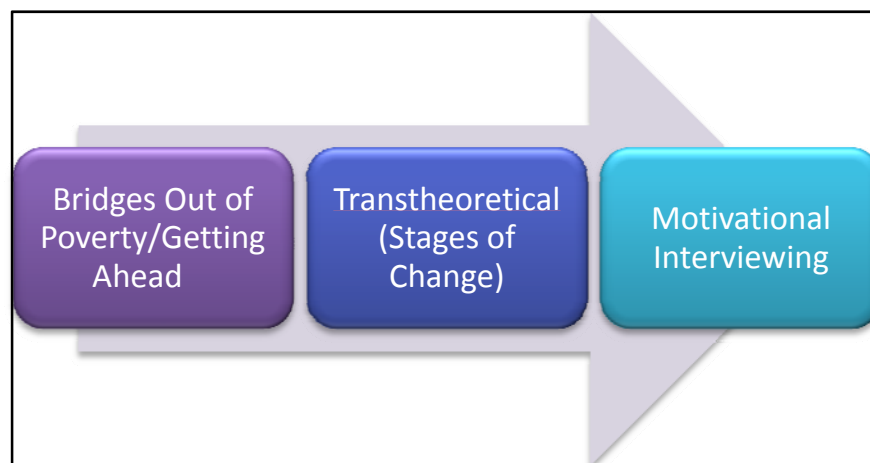 Bridges Out of
Poverty/Getting
Ahead
Transtheoretical
(Stages of
Change)
Motivational
Interviewing